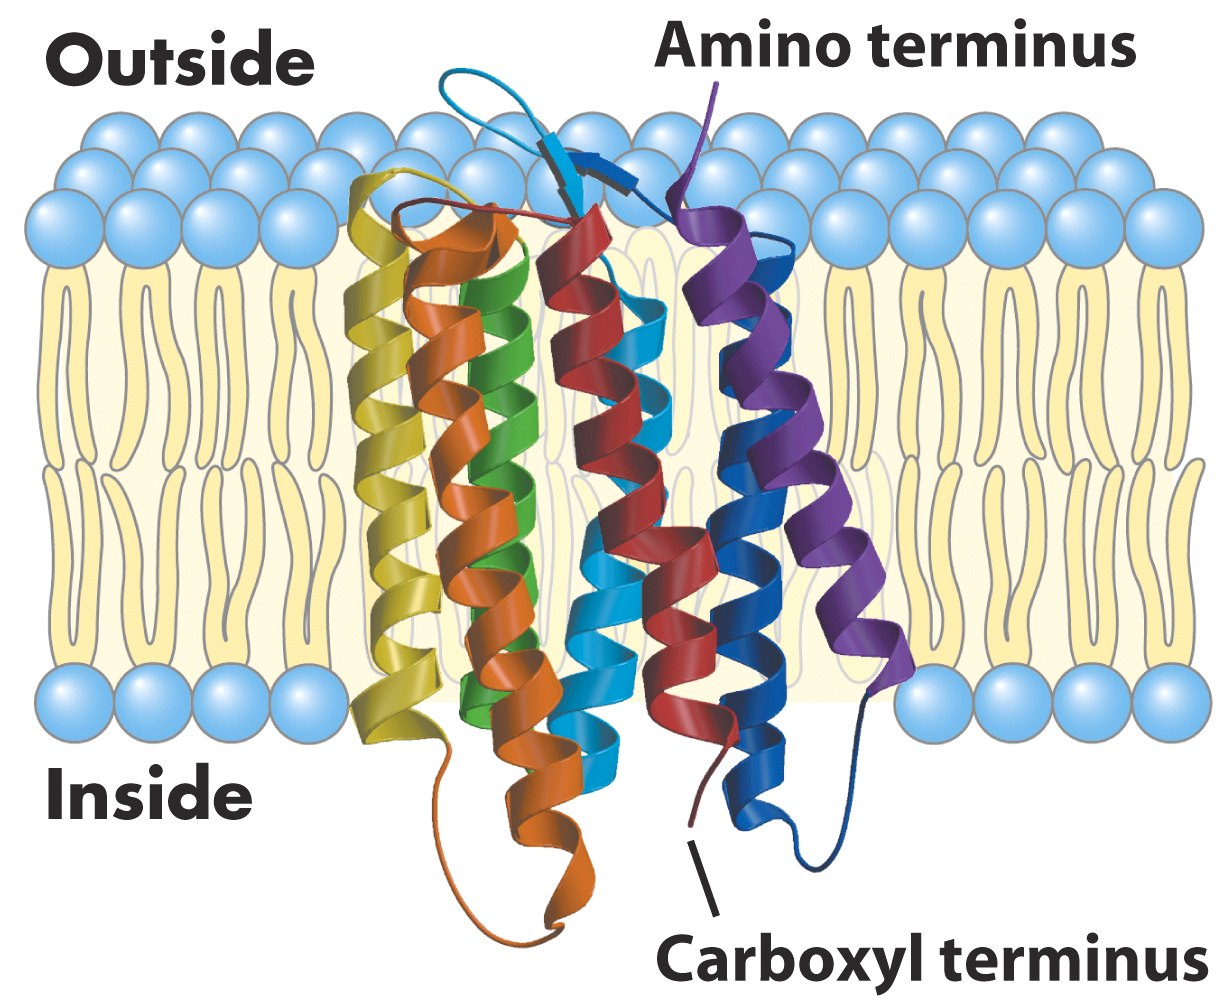 Outside
Amino terminus
Inside
Carboxyl terminus